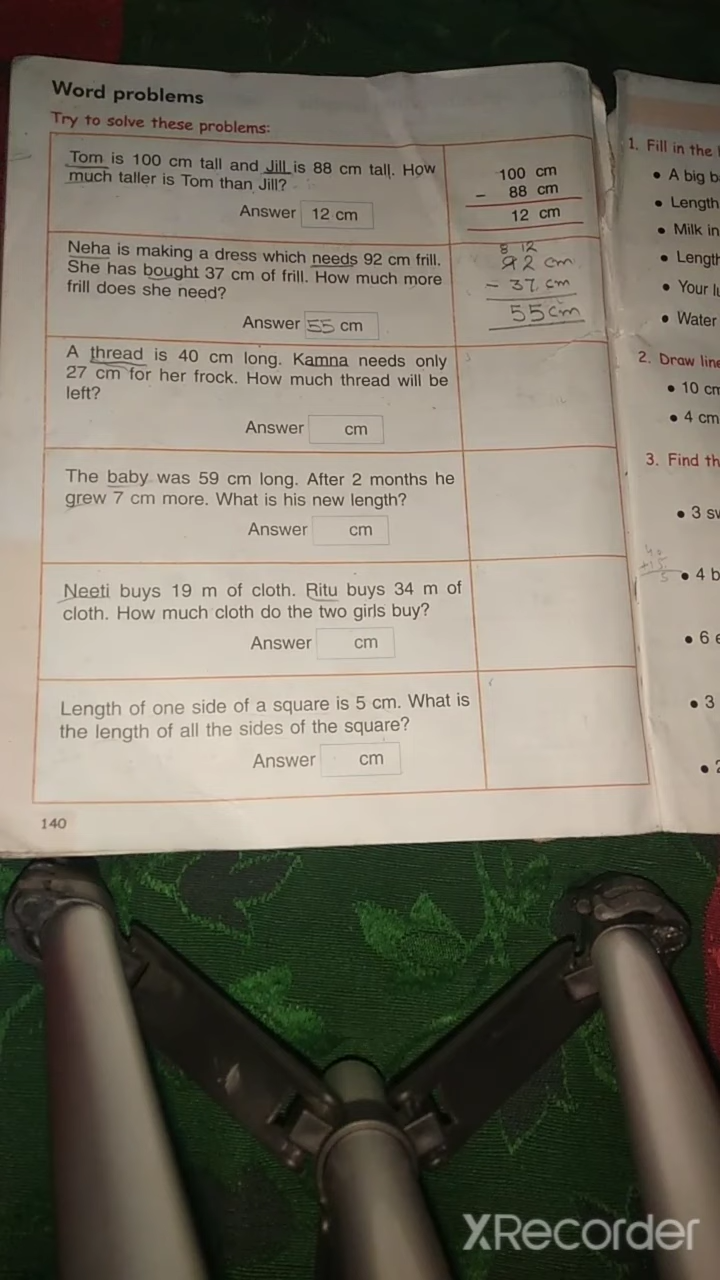 Word problems
Try to solve these problems:
Tom is 100 cm tall and Jill is 88 cm tall. How
much taller is Tom than Jill?
Answer 12 cm
100 cm
– 88 cm
12 cm
Neha is making a dress which needs 92 cm frill.
She has bought 37 cm of frill. How much more
frill does she need?
Answer 55 cm
8 12
92 cm
– 37 cm
55 cm
A thread is 40 cm long. Kamna needs only
27 cm for her frock. How much thread will be
left?
Answer cm
The baby was 59 cm long. After 2 months he
grew 7 cm more. What is his new length?
Answer cm
Neeti buys 19 m of cloth. Ritu buys 34 m of
cloth. How much cloth do the two girls buy?
Answer cm
Length of one side of a square is 5 cm. What is
the length of all the sides of the square?
Answer cm
140
1. Fill in the
• A big b
• Length
• Milk in
• Length
• Your
• Water
2. Draw line
• 10 cm
• 4 cm
3. Find th
• 3 sw
• 4 b
• 6
• 3
XRecorder